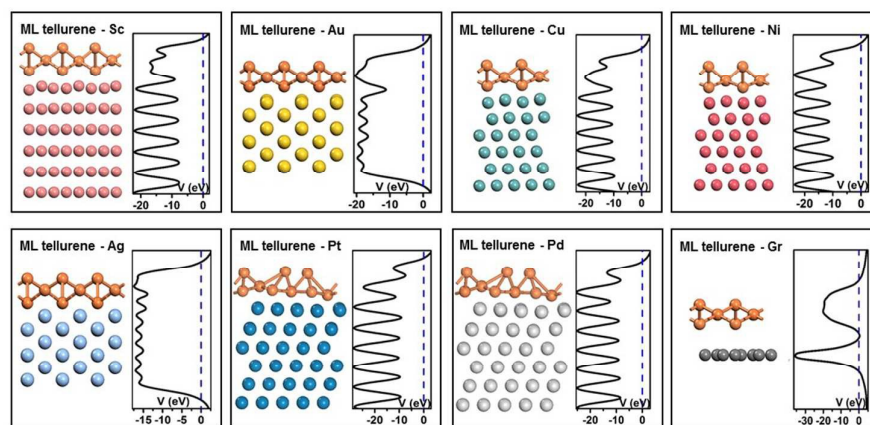 ML tellurene - Sc
V (eV)
-20 -10 0
ML tellurene - Au
V (eV)
-20 -10 0
ML tellurene - Cu
V (eV)
-20 -10 0
ML tellurene - Ni
V (eV)
-20 -10 0
ML tellurene - Ag
V (eV)
-15 -10 -5 0
ML tellurene - Pt
V (eV)
-20 -10 0
ML tellurene - Pd
V (eV)
-20 -10 0
ML tellurene - Gr
V (eV)
-30 -20 -10 0